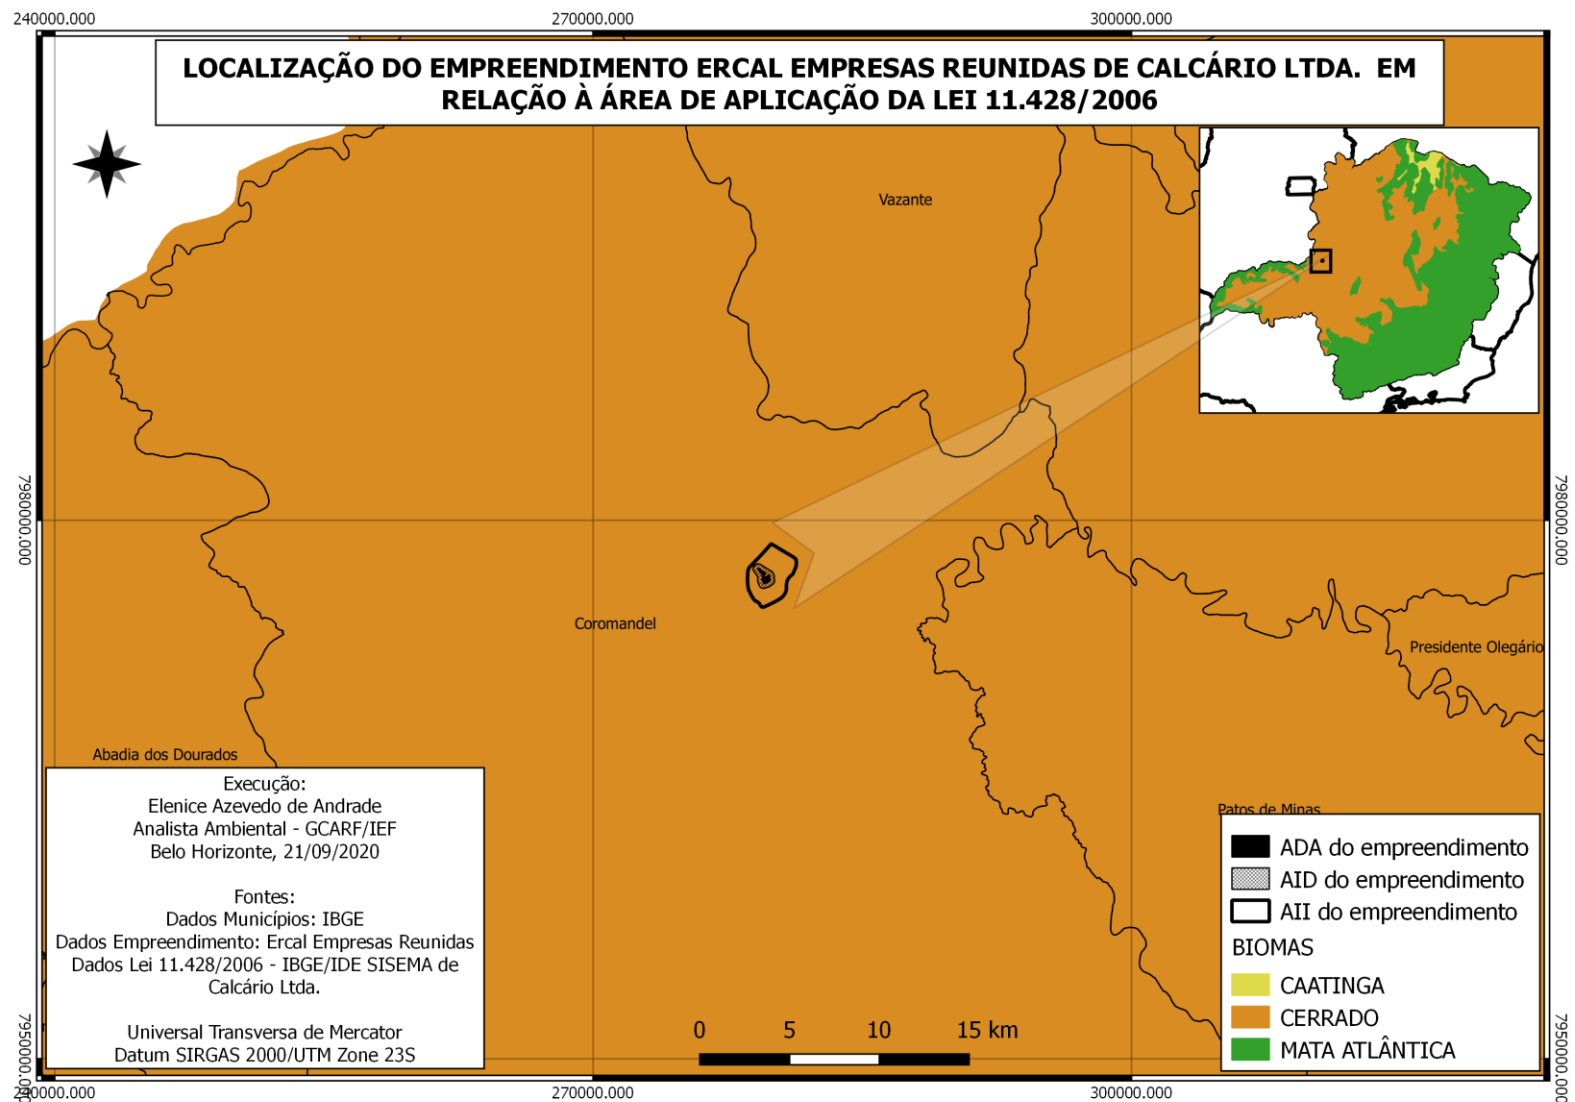 240000.000
270000.000
300000.000
LOCALIZAÇÃO DO EMPREENDIMENTO ERCAL EMPRESAS REUNIDAS DE CALCÁRIO LTDA. EM
RELAÇÃO À ÁREA DE APLICAÇÃO DA LEI 11.428/2006
Vazante
7980000.000
7980000.000
Coromandel
Presidente Olegário
Abadia dos Dourados
Patos de Minas
Execução:
Elenice Azevedo de Andrade
Analista Ambiental - GCARF/IEF
Belo Horizonte, 21/09/2020
Fontes:
Dados Municípios: IBGE
Dados Empreendimento: Ercal Empresas Reunidas
Dados Lei 11.428/2006 - IBGE/IDE SISEMA de
Calcário Ltda.
Universal Transversa de Mercator
Datum SIRGAS 2000/UTM Zone 23S
0 5 10 15 km
ADA do empreendimento
AID do empreendimento
AII do empreendimento
BIOMAS
CAATINGA
CERRADO
MATA ATLÂNTICA
7950000.000
7950000.000
240000.000
270000.000
300000.000